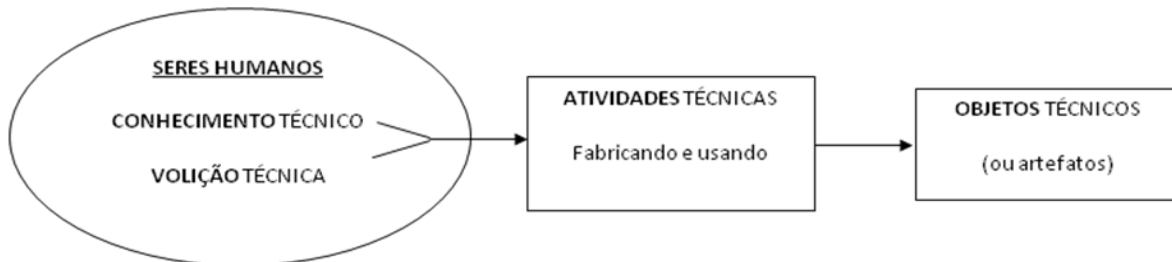 SERES HUMANOS
CONHECIMENTO TÉCNICO
VOLIÇÃO TÉCNICA
ATIVIDADES TÉCNICAS
Fabricando e usando
OBJETOS TÉCNICOS
(ou artefatos)